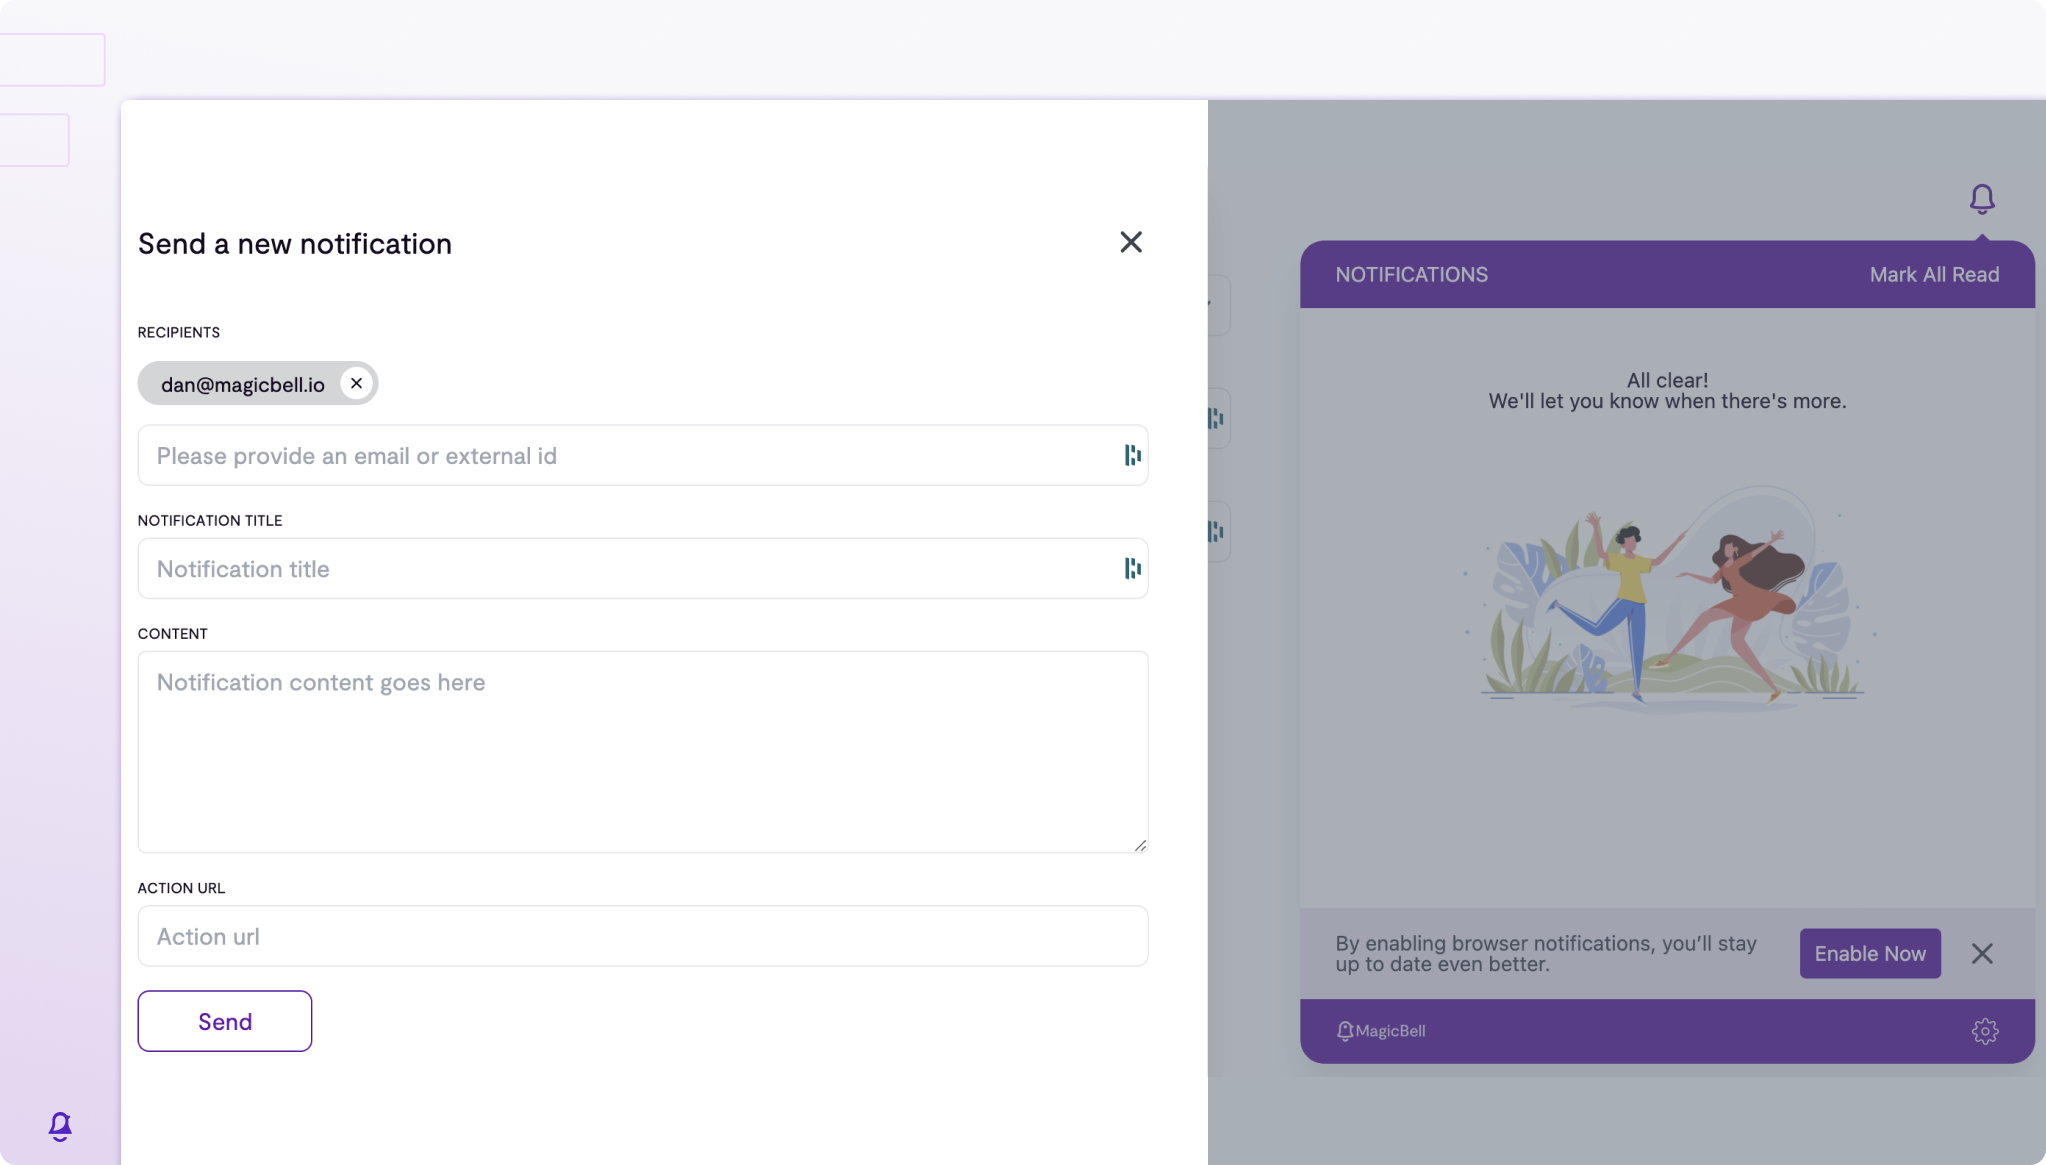 Send a new notification
RECIPIENTS
dan@magicbell.io
Please provide an email or external id
NOTIFICATION TITLE
Notification title
CONTENT
Notification content goes here
ACTION URL
Action url
Send
NOTIFICATIONS
Mark All Read
All clear!
We'll let you know when there's more.
By enabling browser notifications, you’ll stay
up to date even better.
Enable Now
MagicBell